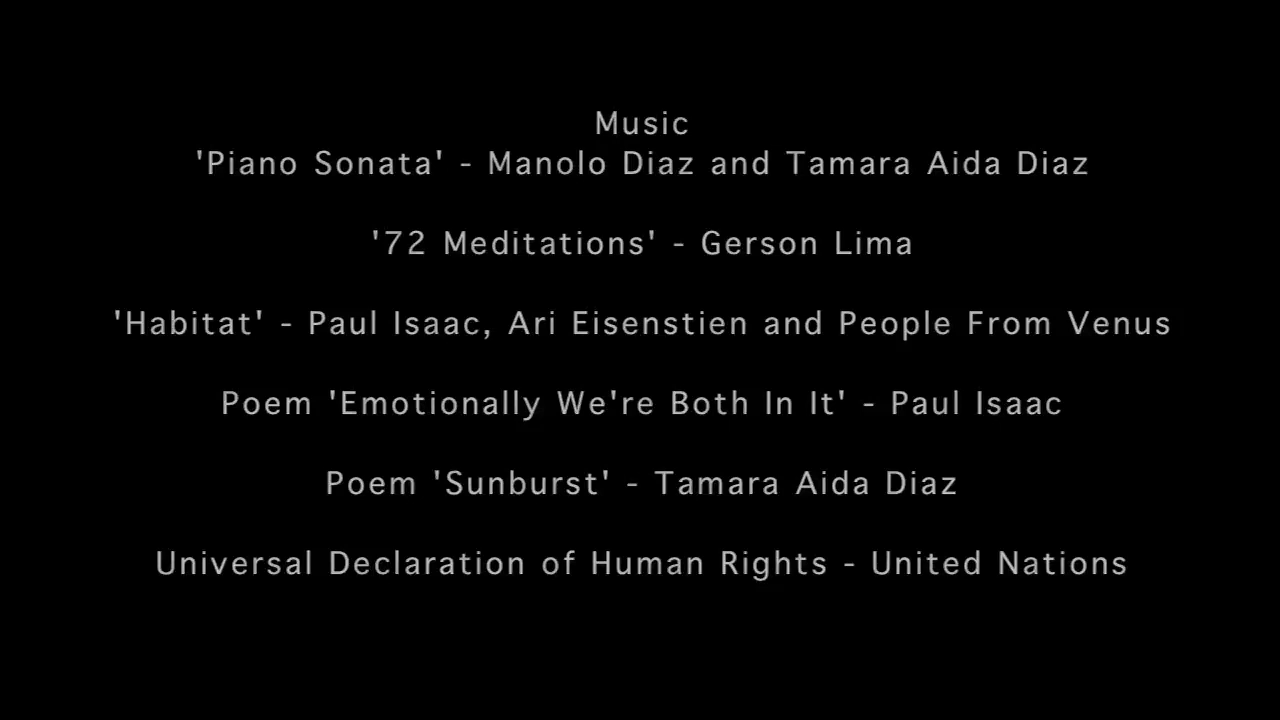 Music
'Piano Sonata' - Manolo Diaz and Tamara Aida Diaz
'72 Meditations' - Gerson Lima
'Habitat' - Paul Isaac, Ari Eisenstien and People From Venus
Poem 'Emotionally We're Both In It' - Paul Isaac
Poem 'Sunburst' - Tamara Aida Diaz
Universal Declaration of Human Rights - United Nations